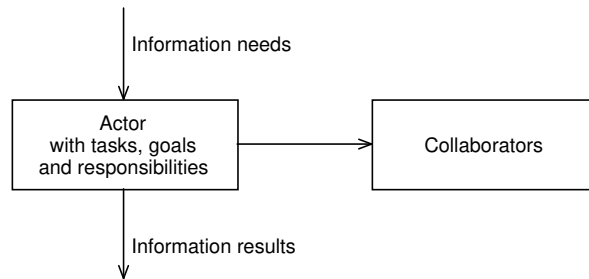 Information needs
Actor
with tasks, goals
and responsibilities
Collaborators
Information results